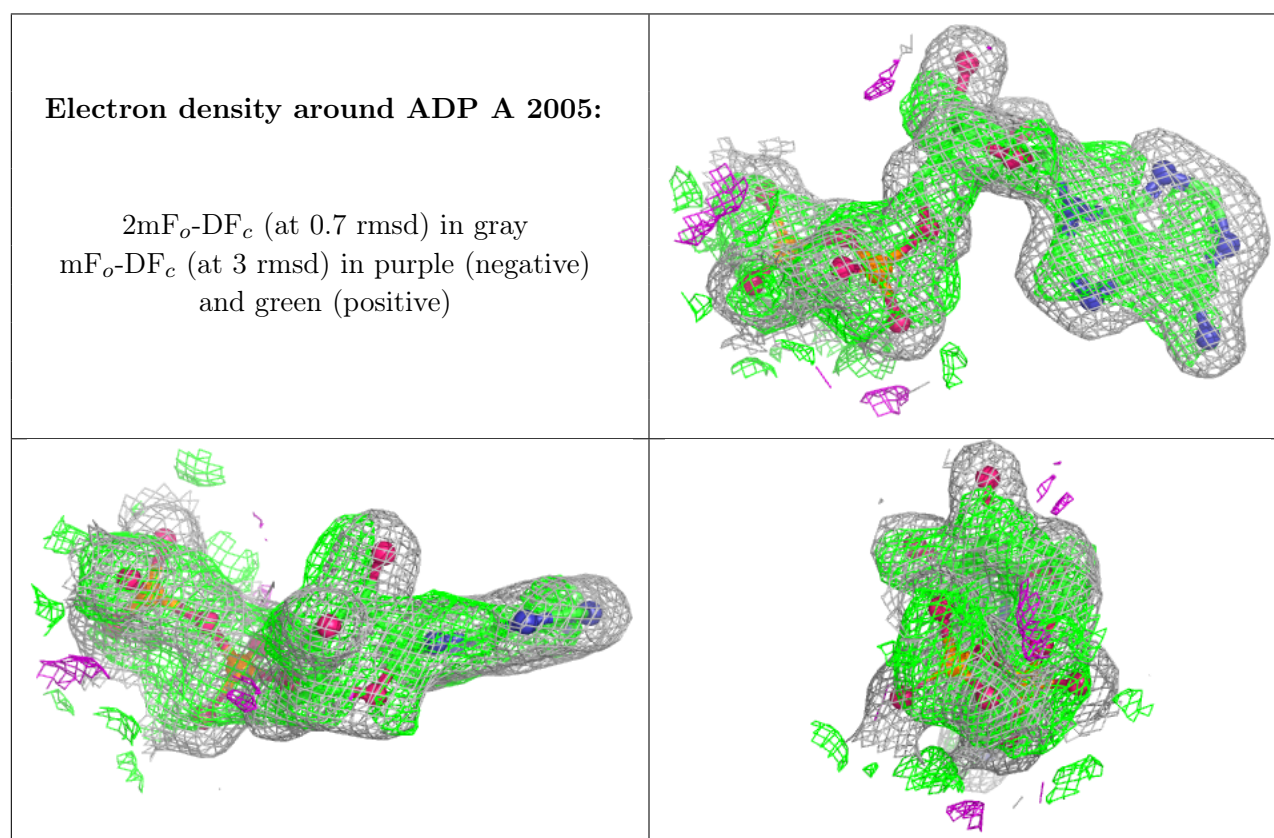 Electron density around ADP A 2005:
2mFo-DFc (at 0.7 rmsd) in gray
mFo-DFc (at 3 rmsd) in purple (negative)
and green (positive)